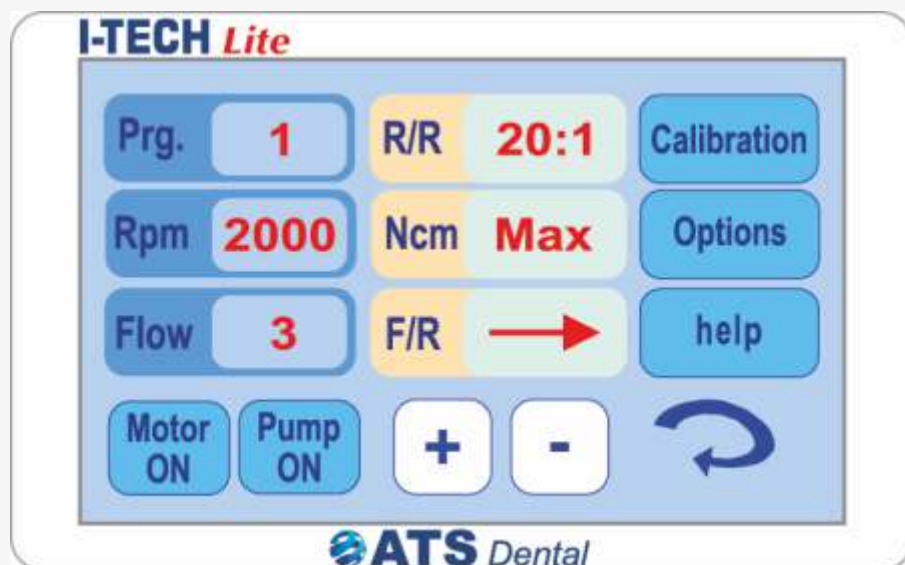 I-TECH Lite
Prg. 1 R/R 20:1 Calibration
Rpm 2000 Ncm Max Options
Flow 3 F/R help
Motor ON Pump ON + -
ATS Dental